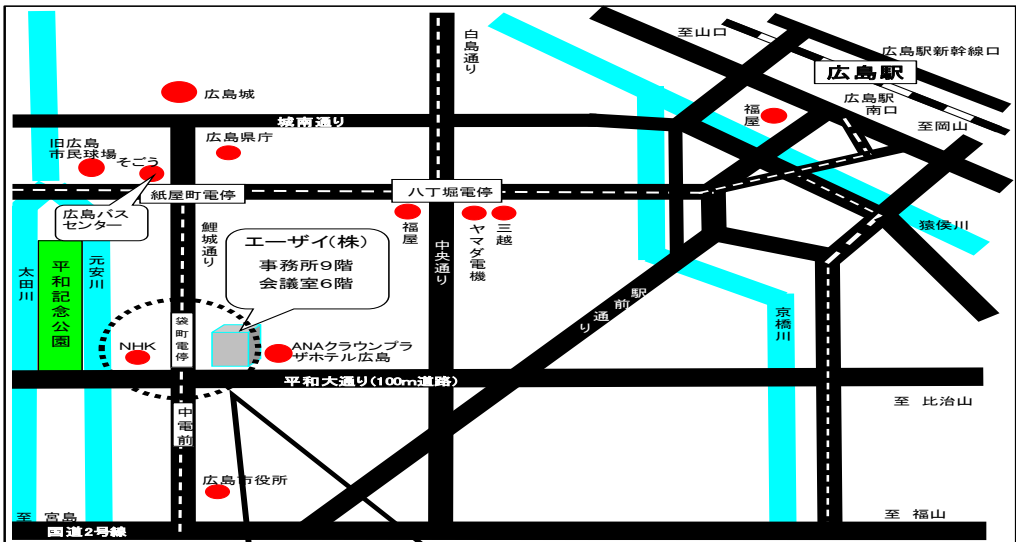 至山口
広島駅新幹線口
広島駅
広島駅
南口
至岡山
白島通り
広島城
城南通り
福屋
旧広島
市民球場
そごう
広島県庁
紙屋町電停
八丁堀電停
広島バス
センター
鯉城通り
エーザイ(株)
事務所9階
会議室6階
福屋
中央通り
ヤマダ電機
三越
猿侯川
太田川
平和記念公園
元安川
袋町電停
NHK
ANAクラウンプラ
ザホテル広島
駅前通り
京橋川
平和大通り(100m道路)
至 比治山
中電前
広島市役所
至 宮島
国道2号線
至 福山